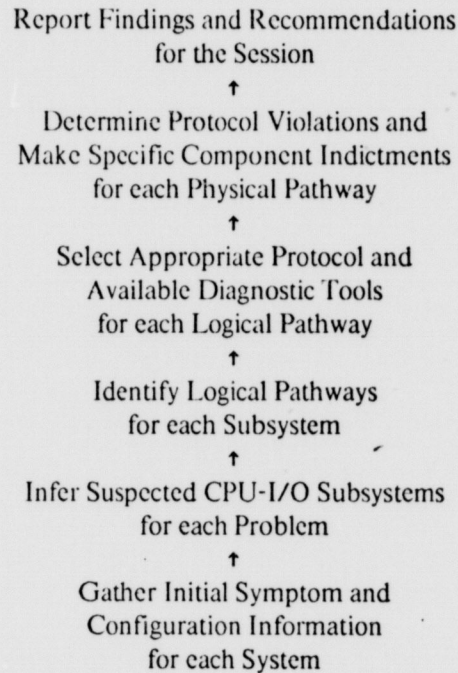 Report Findings and Recommendations
for the Session
↑
Determine Protocol Violations and
Make Specific Component Indictments
for each Physical Pathway
↑
Select Appropriate Protocol and
Available Diagnostic Tools
for each Logical Pathway
↑
Identify Logical Pathways
for each Subsystem
↑
Infer Suspected CPU-I/O Subsystems
for each Problem
↑
Gather Initial Symptom and
Configuration Information
for each System